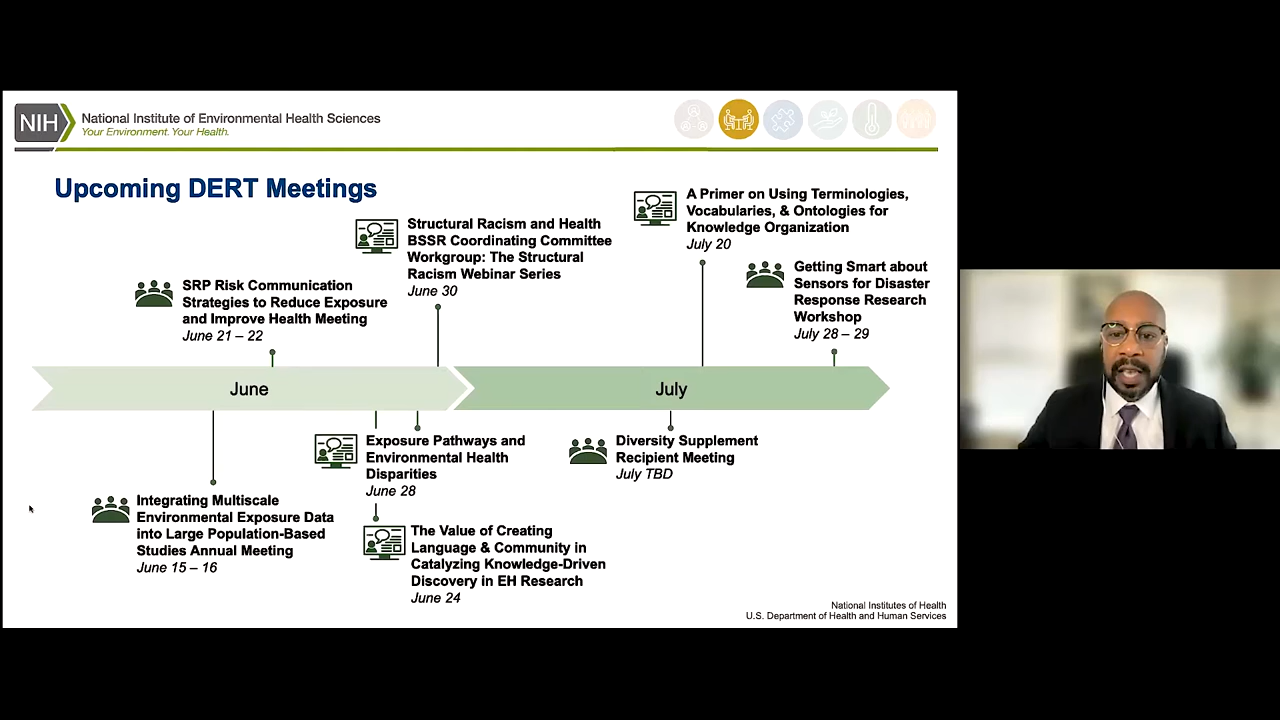 NIH
National Institute of Environmental Health Sciences
Your Environment. Your Health.
Upcoming DERT Meetings
SRP Risk Communication
Strategies to Reduce Exposure
and Improve Health Meeting
June 21 – 22
Structural Racism and Health
BSSR Coordinating Committee
Workgroup: The Structural
Racism Webinar Series
June 30
A Primer on Using Terminologies,
Vocabularies, & Ontologies for
Knowledge Organization
July 20
Getting Smart about
Sensors for Disaster
Response Research
Workshop
July 28 – 29
June
July
Integrating Multiscale
Environmental Exposure Data
into Large Population-Based
Studies Annual Meeting
June 15 – 16
Exposure Pathways and
Environmental Health
Disparities
June 28
The Value of Creating
Language & Community in
Catalyzing Knowledge-Driven
Discovery in EH Research
June 24
Diversity Supplement
Recipient Meeting
July TBD
National Institutes of Health
U.S. Department of Health and Human Services